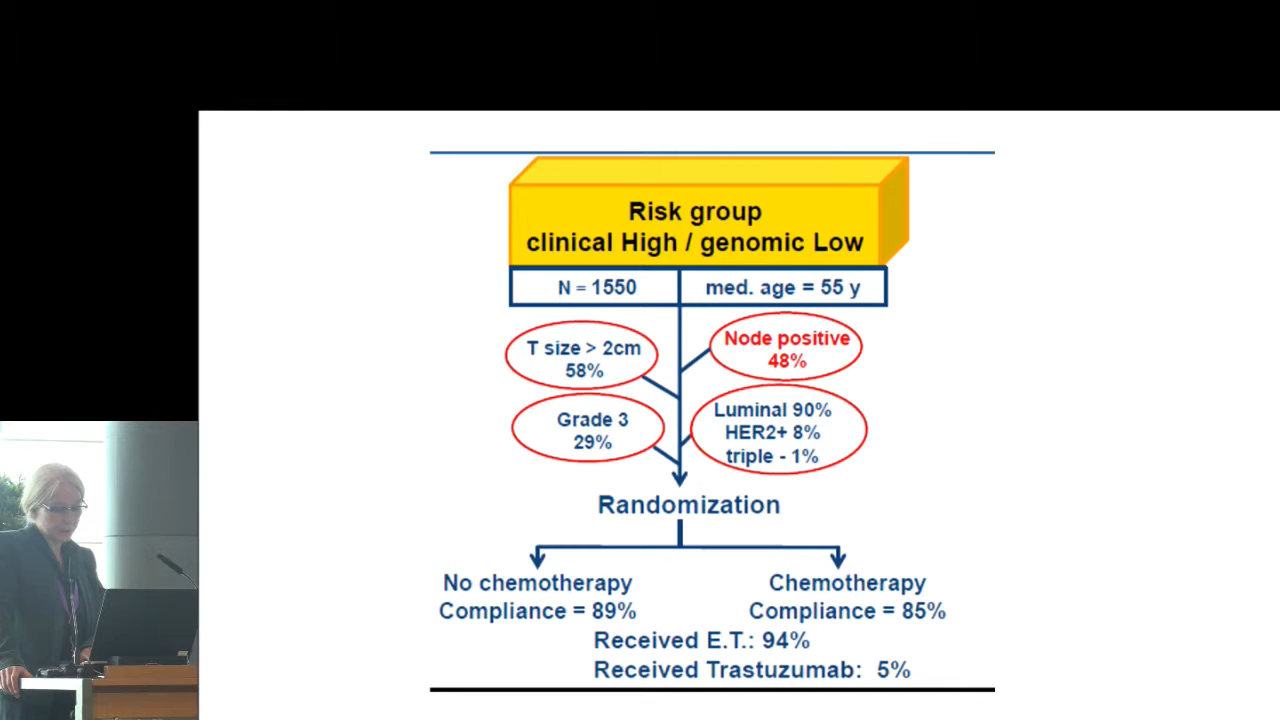 Risk group
clinical High / genomic Low
N = 1550
med. age = 55 y
T size > 2cm
58%
Node positive
48%
Grade 3
29%
Luminal 90%
HER2+ 8%
triple - 1%
Randomization
No chemotherapy
Compliance = 89%
Chemotherapy
Compliance = 85%
Received E.T.: 94%
Received Trastuzumab: 5%